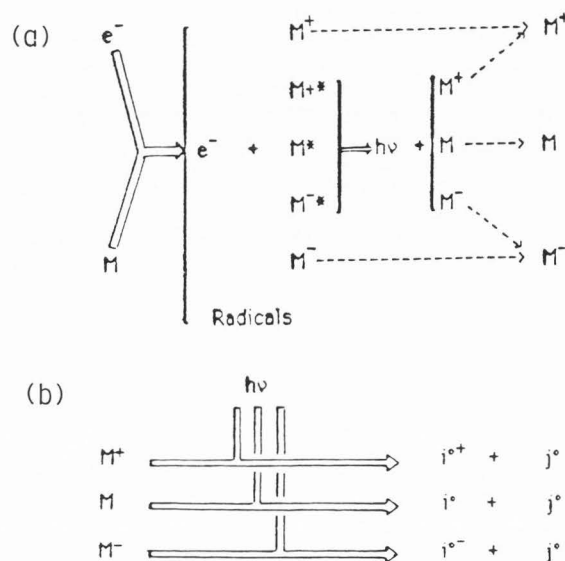 (a)
e⁻ M⁺ M⁺
M+* M⁺
e⁻ + M* hν + M M
M⁻* M⁻
M
M⁻ M⁻
Radicals
(b)
hν
M⁺ i°⁺ + j°
M i° + j°
M⁻ i°⁻ + j°